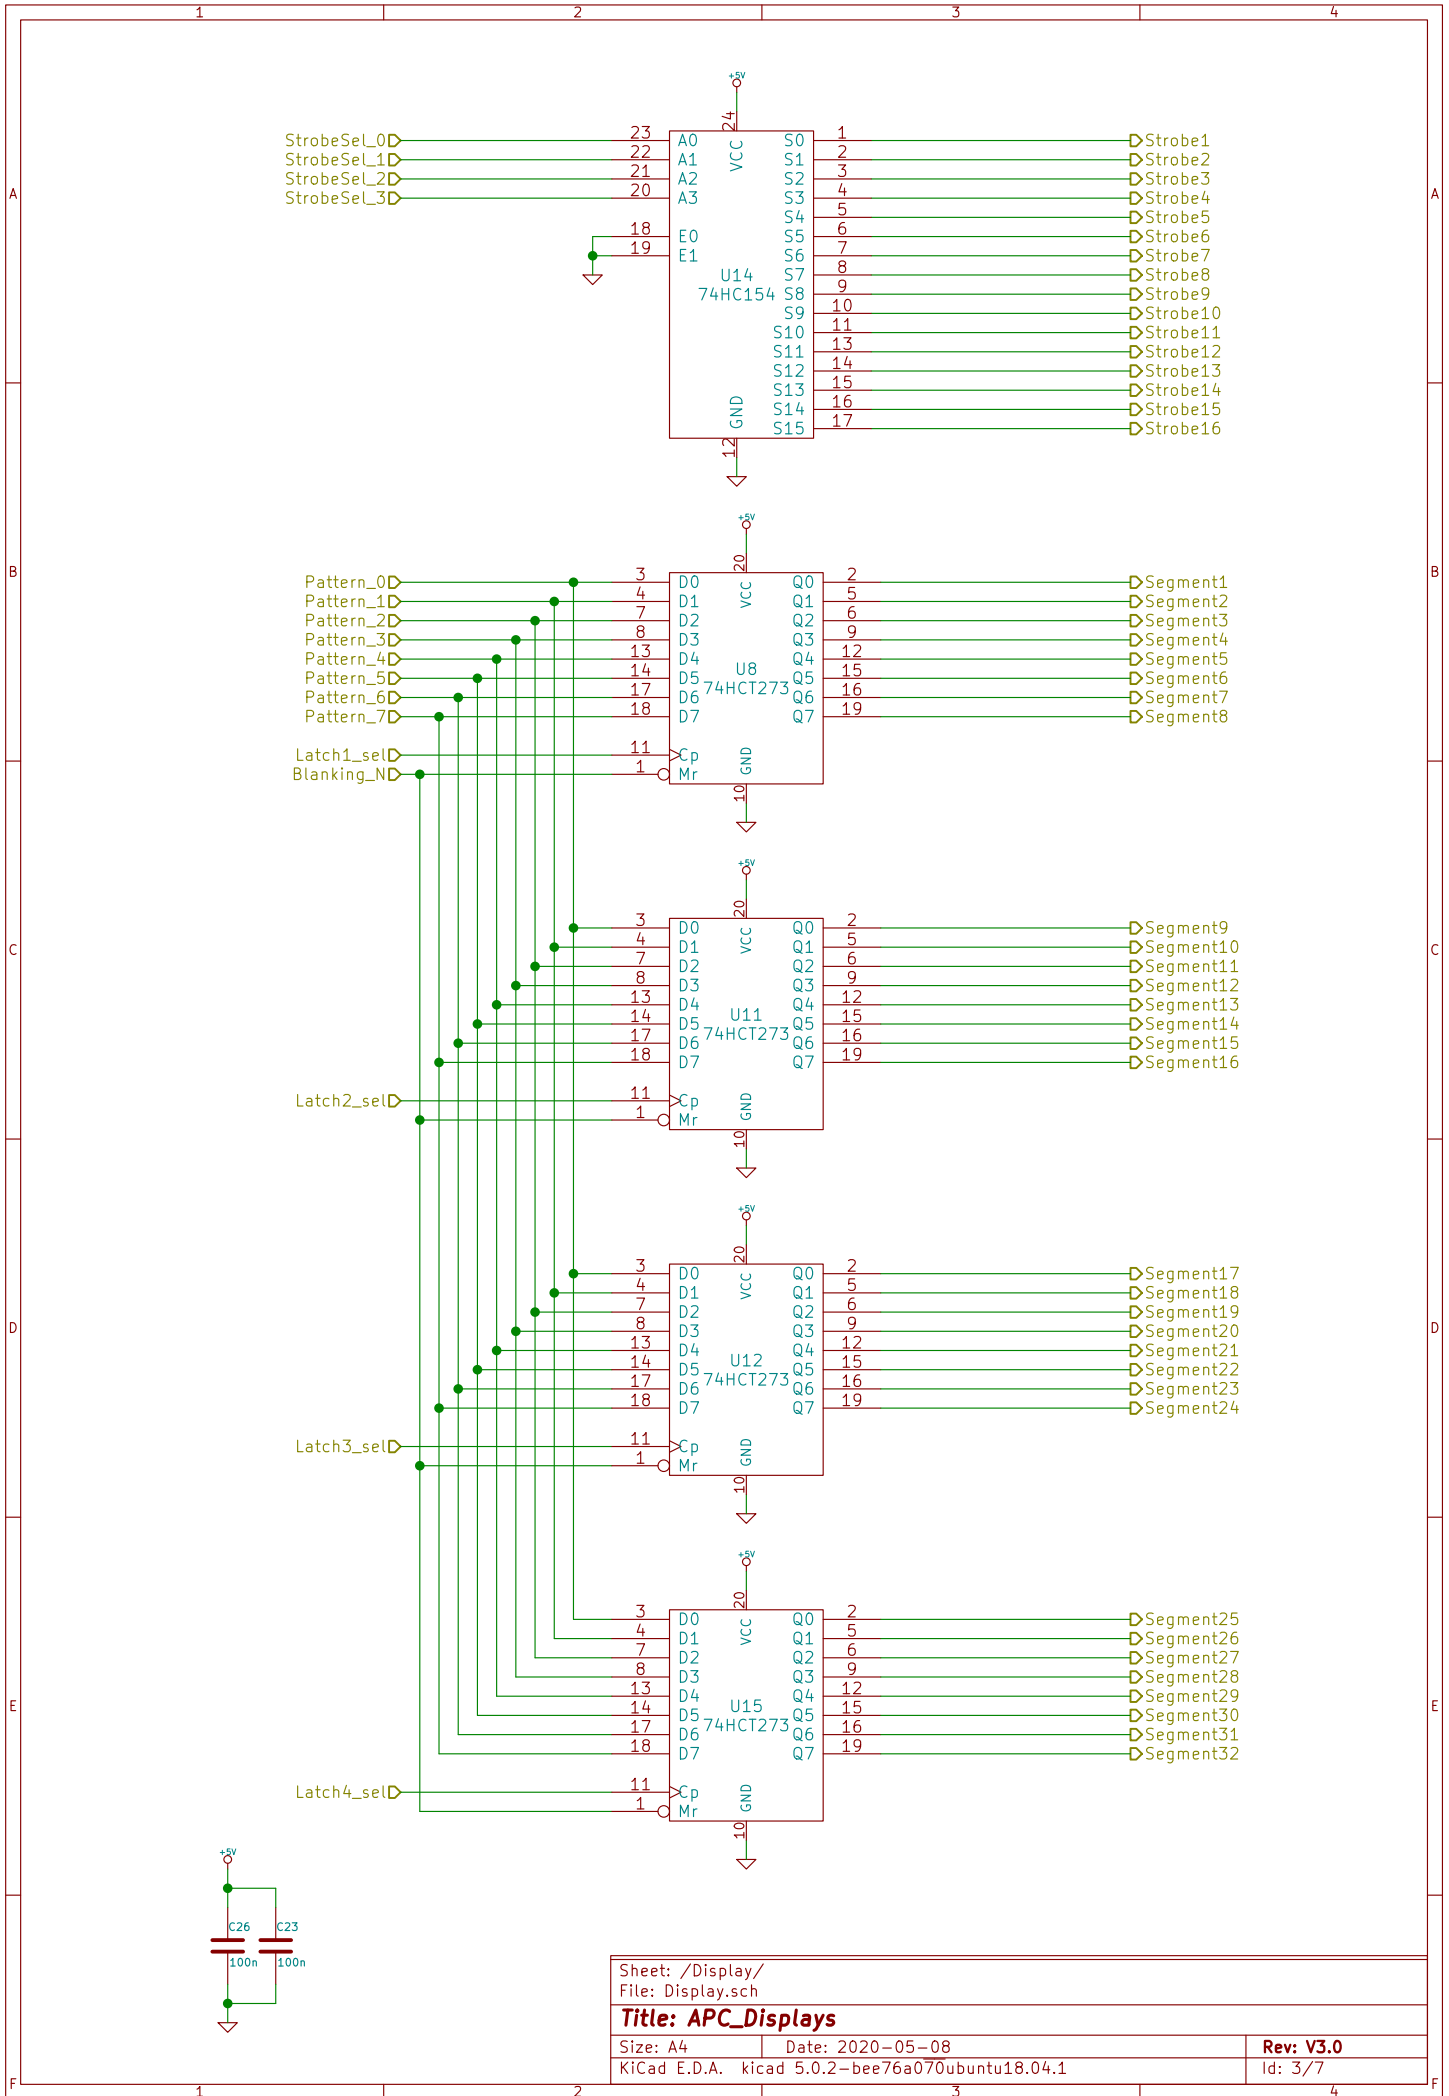 1 2 3 4
+5V
24
StrobeSel_0 23 A0 VCC S0 1 Strobe1
StrobeSel_1 22 A1 S1 2 Strobe2
StrobeSel_2 21 A2 S2 3 Strobe3
A StrobeSel_3 20 A3 S3 4 Strobe4 A
S4 5 Strobe5
18 E0 S5 6 Strobe6
19 E1 S6 7 Strobe7
U14 S7 8 Strobe8
74HC154 S8 9 Strobe9
S9 10 Strobe10
S10 11 Strobe11
S11 13 Strobe12
S12 14 Strobe13
S13 15 Strobe14
GND S14 16 Strobe15
S15 17 Strobe16
12
+5V
20
B Pattern_0 3 D0 VCC Q0 2 Segment1 B
Pattern_1 4 D1 Q1 5 Segment2
Pattern_2 7 D2 Q2 6 Segment3
Pattern_3 8 D3 Q3 9 Segment4
Pattern_4 13 D4 Q4 12 Segment5
Pattern_5 14 D5 U8 Q5 15 Segment6
Pattern_6 17 D6 74HCT273 Q6 16 Segment7
Pattern_7 18 D7 Q7 19 Segment8
Latch1_sel 11 Cp GND
Blanking_N 1 Mr
10
+5V
20
3 D0 VCC Q0 2 Segment9
C 4 D1 Q1 5 Segment10 C
7 D2 Q2 6 Segment11
8 D3 Q3 9 Segment12
13 D4 Q4 12 Segment13
14 D5 U11 Q5 15 Segment14
17 D6 74HCT273 Q6 16 Segment15
18 D7 Q7 19 Segment16
Latch2_sel 11 Cp GND
1 Mr
10
+5V
20
3 D0 VCC Q0 2 Segment17
4 D1 Q1 5 Segment18
7 D2 Q2 6 Segment19
D 8 D3 Q3 9 Segment20 D
13 D4 Q4 12 Segment21
14 D5 U12 Q5 15 Segment22
17 D6 74HCT273 Q6 16 Segment23
18 D7 Q7 19 Segment24
Latch3_sel 11 Cp GND
1 Mr
10
+5V
20
3 D0 VCC Q0 2 Segment25
4 D1 Q1 5 Segment26
7 D2 Q2 6 Segment27
8 D3 Q3 9 Segment28
13 D4 Q4 12 Segment29
E 14 D5 U15 Q5 15 Segment30 E
17 D6 74HCT273 Q6 16 Segment31
18 D7 Q7 19 Segment32
Latch4_sel 11 Cp GND
1 Mr
10
+5V
C26 C23
100n 100n
Sheet: /Display/
File: Display.sch
Title: APC_Displays
Size: A4 Date: 2020-05-08 Rev: V3.0
KiCad E.D.A. kicad 5.0.2-bee76a070ubuntu18.04.1 Id: 3/7
F F
1 2 3 4